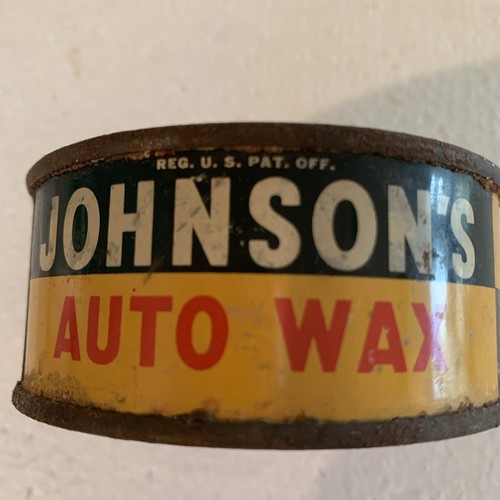 REG. U. S. PAT. OFF.
JOHNSON'S
AUTO WAX